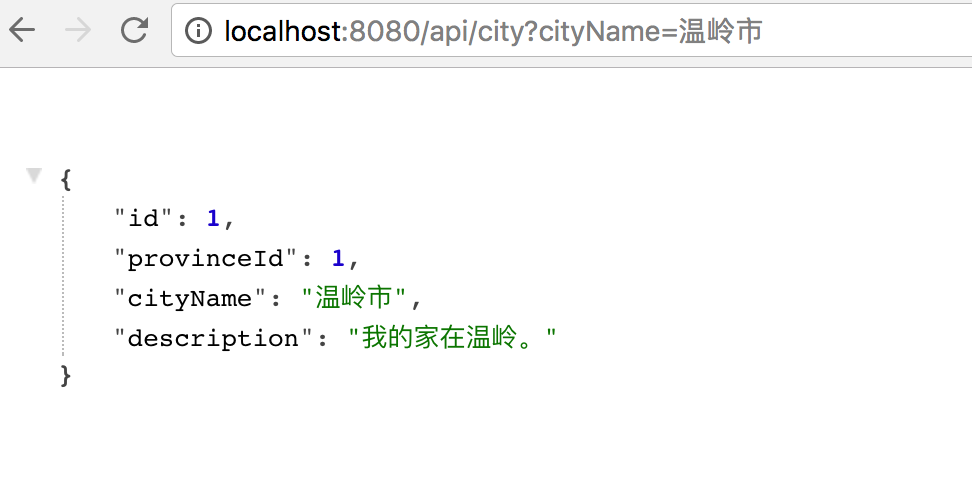 localhost:8080/api/city?cityName=温岭市
{
"id": 1,
"provinceId": 1,
"cityName": "温岭市",
"description": "我的家在温岭。"
}